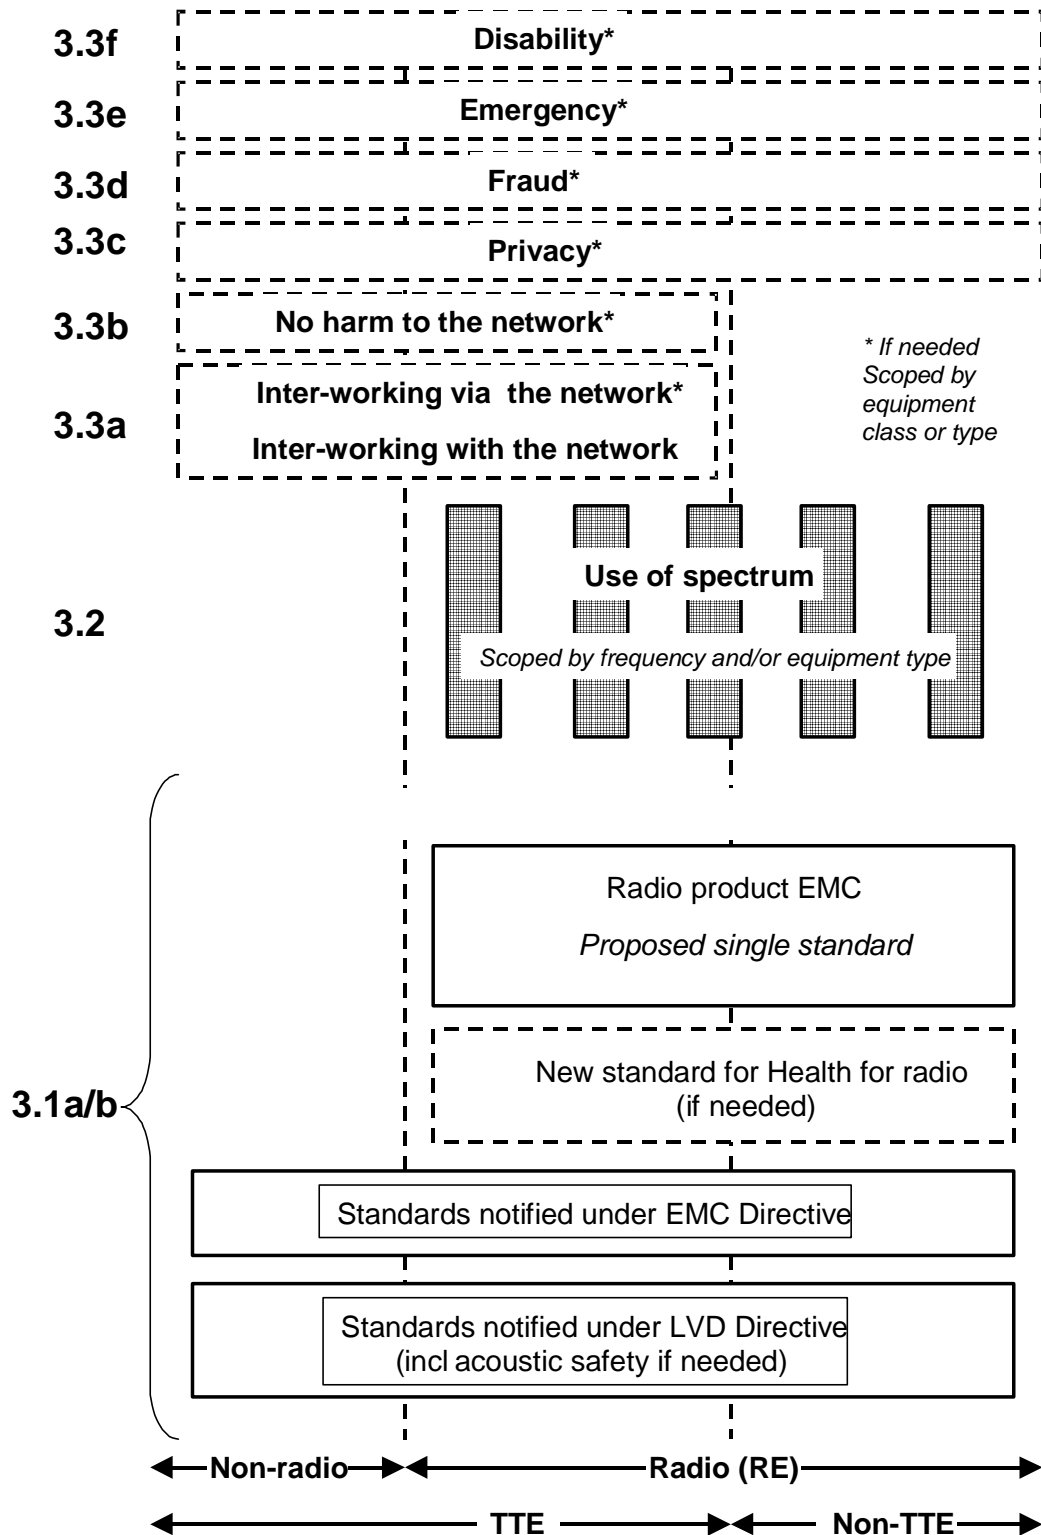 3.3f
Disability*
3.3e
Emergency*
3.3d
Fraud*
3.3c
Privacy*
3.3b
No harm to the network*
* If needed
Scoped by
equipment
class or type
3.3a
Inter-working via the network*
Inter-working with the network
3.2
Use of spectrum
Scoped by frequency and/or equipment type
Radio product EMC
Proposed single standard
New standard for Health for radio
(if needed)
3.1a/b
Standards notified under EMC Directive
Standards notified under LVD Directive
(incl acoustic safety if needed)
Non-radio
Radio (RE)
TTE
Non-TTE